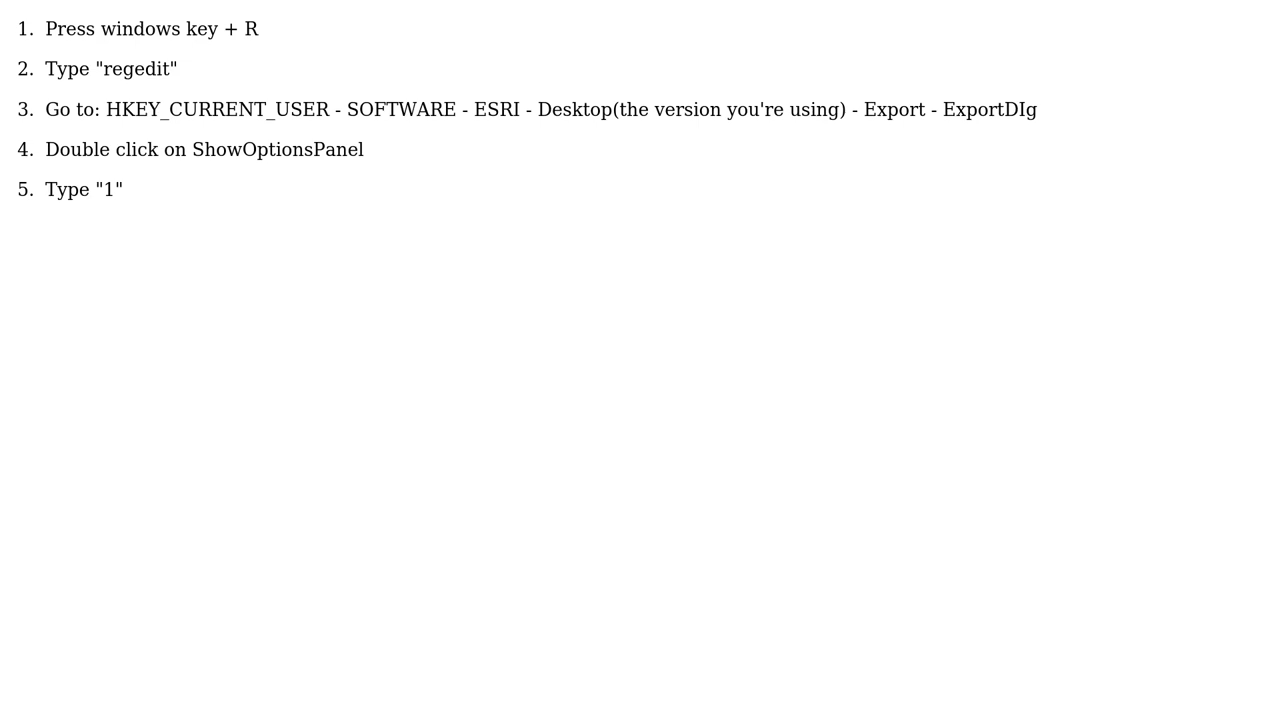 1. Press windows key + R
2. Type "regedit"
3. Go to: HKEY_CURRENT_USER - SOFTWARE - ESRI - Desktop(the version you're using) - Export - ExportDIg
4. Double click on ShowOptionsPanel
5. Type "1"